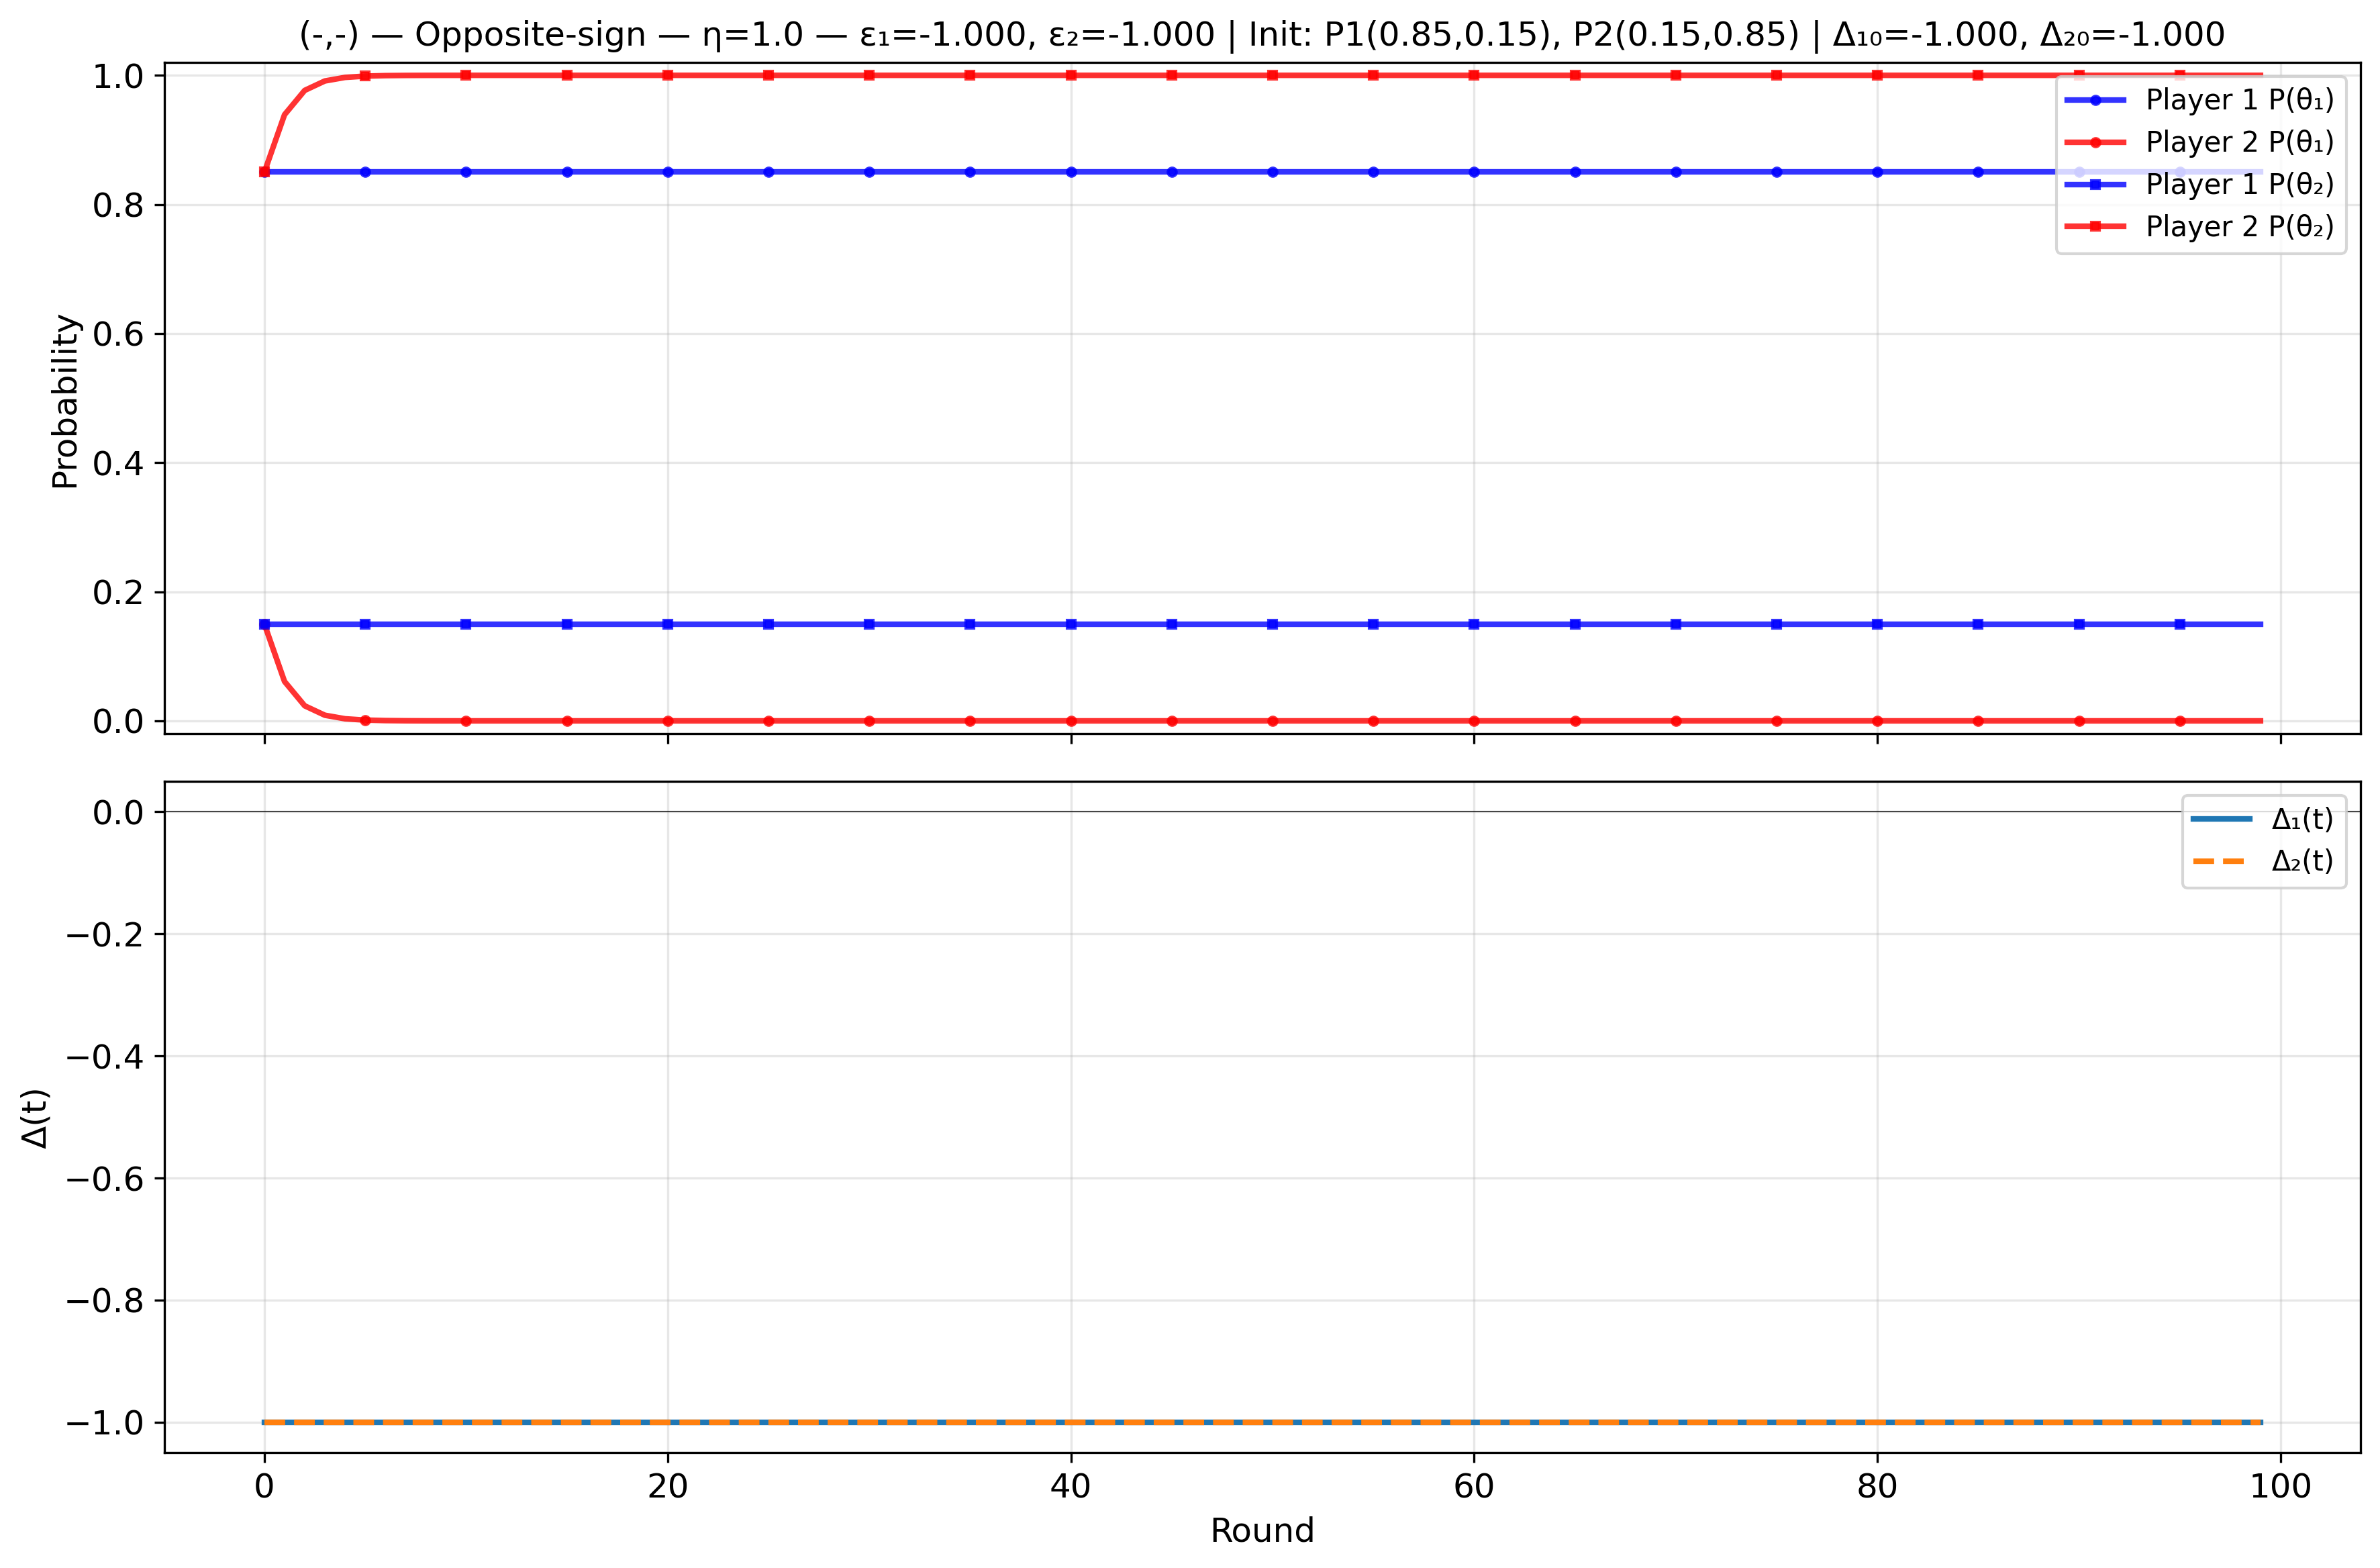 (-,-) — Opposite-sign — η=1.0 — ε₁=-1.000, ε₂=-1.000 | Init: P1(0.85,0.15), P2(0.15,0.85) | Δ₁₀=-1.000, Δ₂₀=-1.000
1.0
0.8
0.6
0.4
0.2
0.0
Probability
Player 1 P(θ₁)
Player 2 P(θ₁)
Player 1 P(θ₂)
Player 2 P(θ₂)
0.0
−0.2
−0.4
−0.6
−0.8
−1.0
Δ(t)
Δ₁(t)
Δ₂(t)
0 20 40 60 80 100
Round